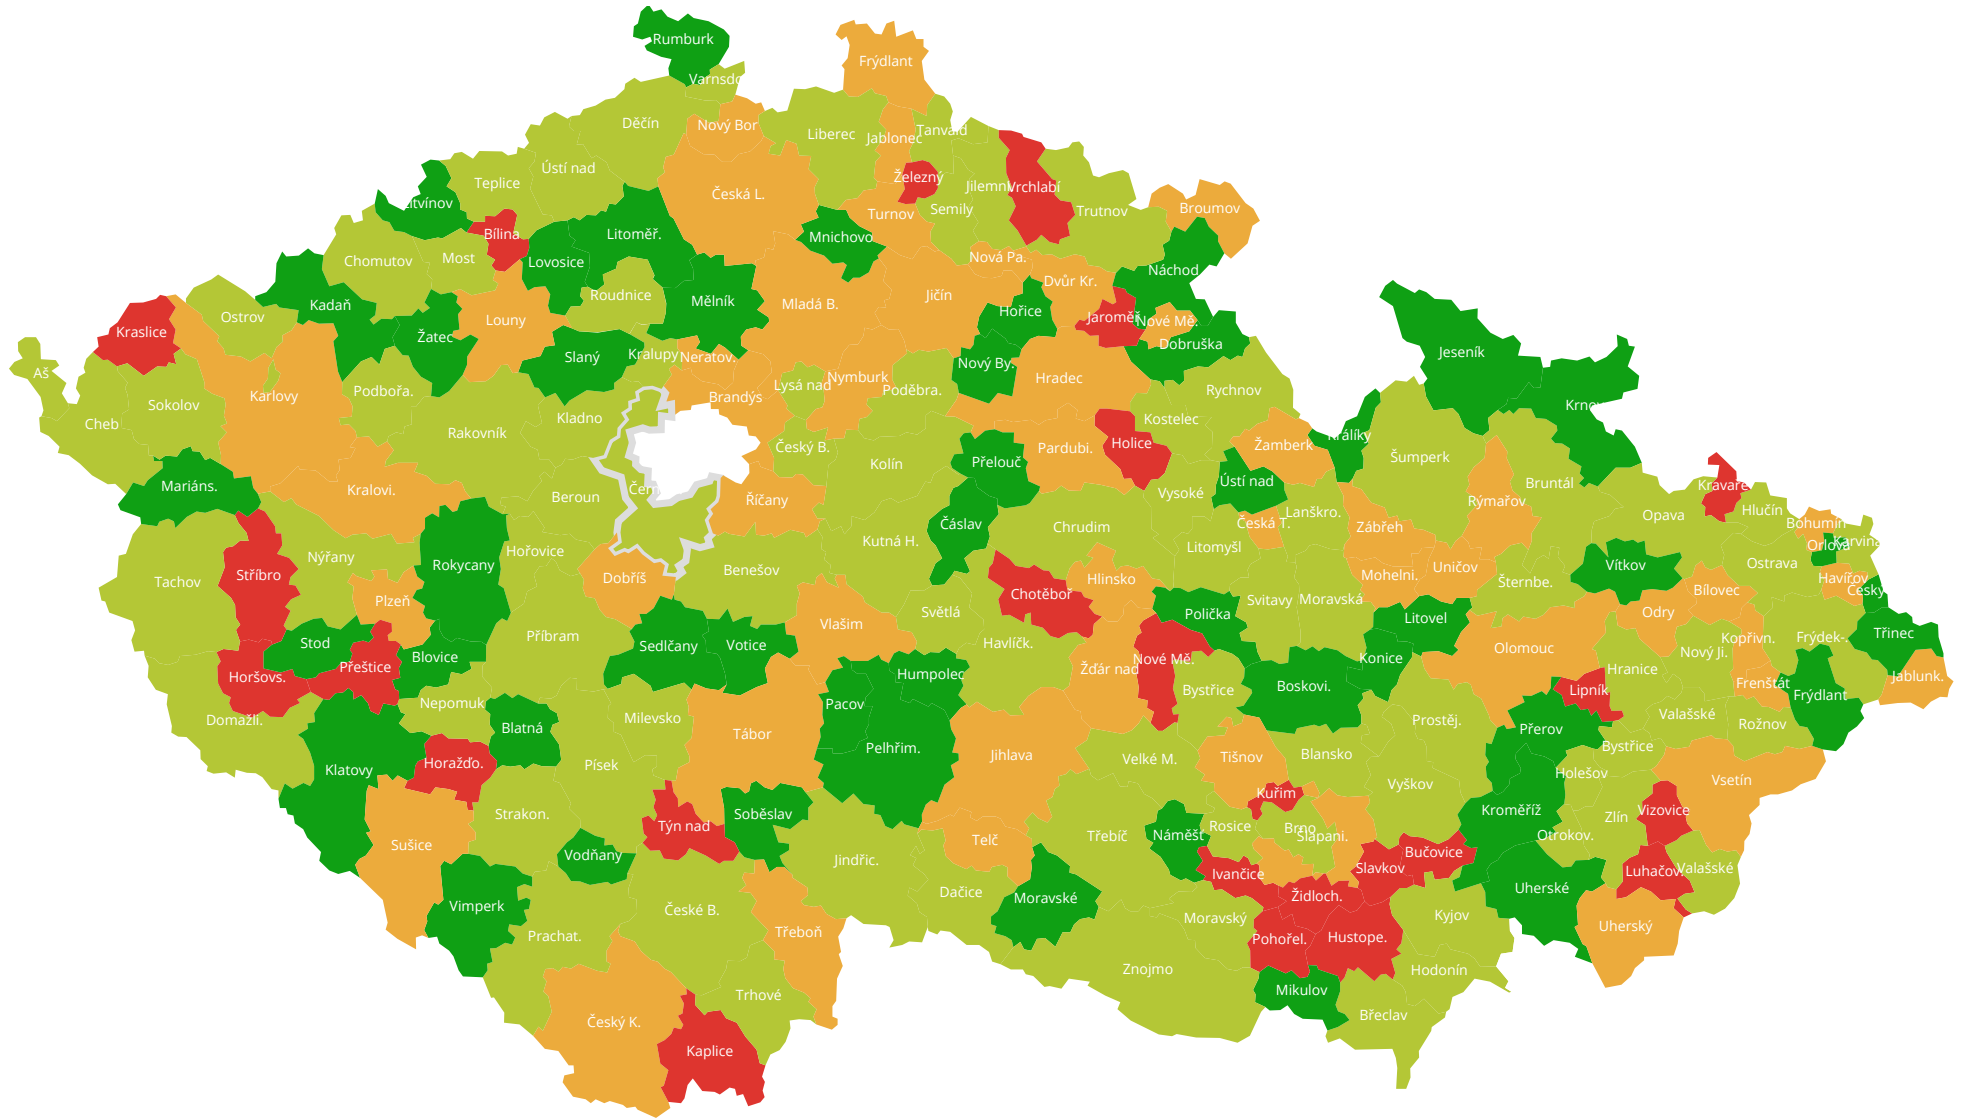 Rumburk
Varnsdo
Frýdlant
Děčín
Nový Bor
Liberec
Jablonec
Tanvald
Ústí nad
Teplice
Železný
Česká L.
Jilemni
Vrchlabí
Litvínov
Semily
Turnov
Trutnov
Broumov
Bílina
Litoměř.
Mnichovo
Chomutov
Most
Lovosice
Nová Pa.
Náchod
Dvůr Kr.
Roudnice
Mělník
Mladá B.
Jičín
Kadaň
Ostrov
Hořice
Jaroměř
Nové Mě.
Louny
Kraslice
Žatec
Dobruška
Slaný
Kralupy
Neratov.
Jeseník
Nový By.
Aš
Nymburk
Hradec
Lysá nad
Poděbra.
Podbořa.
Rychnov
Karlovy
Brandýs
Sokolov
Krnov
Kladno
Kostelec
Cheb
Rakovník
Králíky
Holice
Žamberk
Český B.
Pardubi.
Šumperk
Kolín
Přelouč
Ústí nad
Bruntál
Kravaře
Mariáns.
Kralovi.
Čern
Beroun
Vysoké
Říčany
Rýmařov
Hlučín
Lanškro.
Opava
Česká T.
Bohumín
Čáslav
Chrudim
Zábřeh
Kutná H.
Karviná
Orlová
Litomyšl
Hořovice
Nýřany
Rokycany
Vítkov
Ostrava
Uničov
Benešov
Stříbro
Mohelni.
Dobříš
Hlinsko
Havířov
Tachov
Šternbe.
Český
Bílovec
Chotěboř
Plzeň
Svitavy
Moravská
Světlá
Odry
Polička
Litovel
Vlašim
Třinec
Příbram
Frýdek-.
Kopřivn.
Stod
Havlíčk.
Sedlčany
Votice
Olomouc
Nový Ji.
Blovice
Konice
Nové Mě.
Přeštice
Hranice
Žďár nad
Humpolec
Horšovs.
Jablunk.
Frenštát
Boskovi.
Bystřice
Lipník
Frýdlant
Nepomuk
Pacov
Valašské
Milevsko
Domažli.
Prostěj.
Rožnov
Blatná
Přerov
Tábor
Bystřice
Pelhřim.
Jihlava
Blansko
Tišnov
Velké M.
Horažďo.
Písek
Klatovy
Holešov
Vsetín
Vyškov
Kuřim
Kroměříž
Vizovice
Strakon.
Soběslav
Zlín
Týn nad
Rosice
Brno
Třebíč
Náměšť
Otrokov.
Šlapani.
Telč
Sušice
Bučovice
Vodňany
Jindřic.
Slavkov
Valašské
Luhačov.
Ivančice
Uherské
Dačice
Židloch.
Moravské
Vimperk
České B.
Kyjov
Moravský
Uherský
Třeboň
Prachat.
Hustope.
Pohořel.
Znojmo
Hodonín
Mikulov
Trhové
Břeclav
Český K.
Kaplice